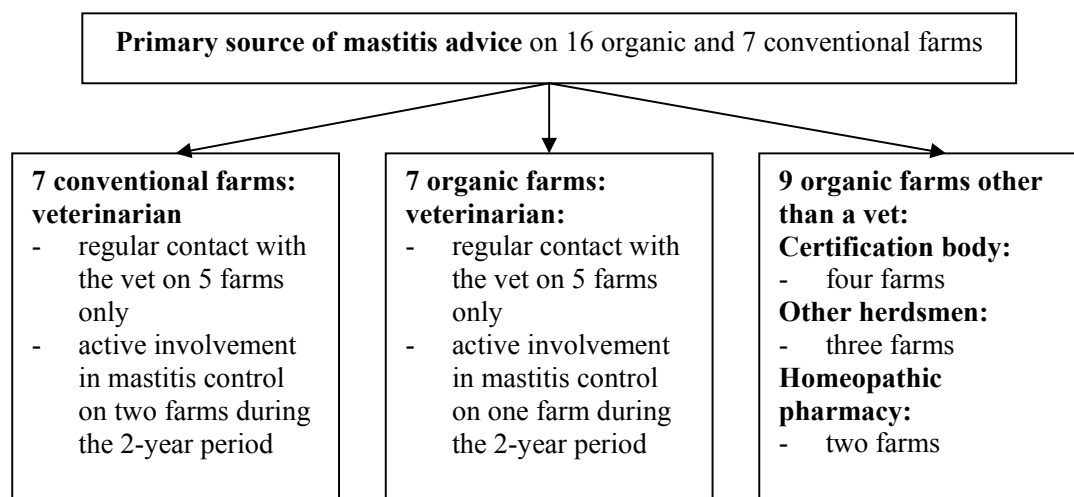 Primary source of mastitis advice on 16 organic and 7 conventional farms
7 conventional farms:
veterinarian
- regular contact with
the vet on 5 farms
only
- active involvement
in mastitis control
on two farms during
the 2-year period
7 organic farms:
veterinarian:
- regular contact with
the vet on 5 farms
only
- active involvement
in mastitis control
on one farm during
the 2-year period
9 organic farms other
than a vet:
Certification body:
- four farms
Other herdsmen:
- three farms
Homeopathic
pharmacy:
- two farms